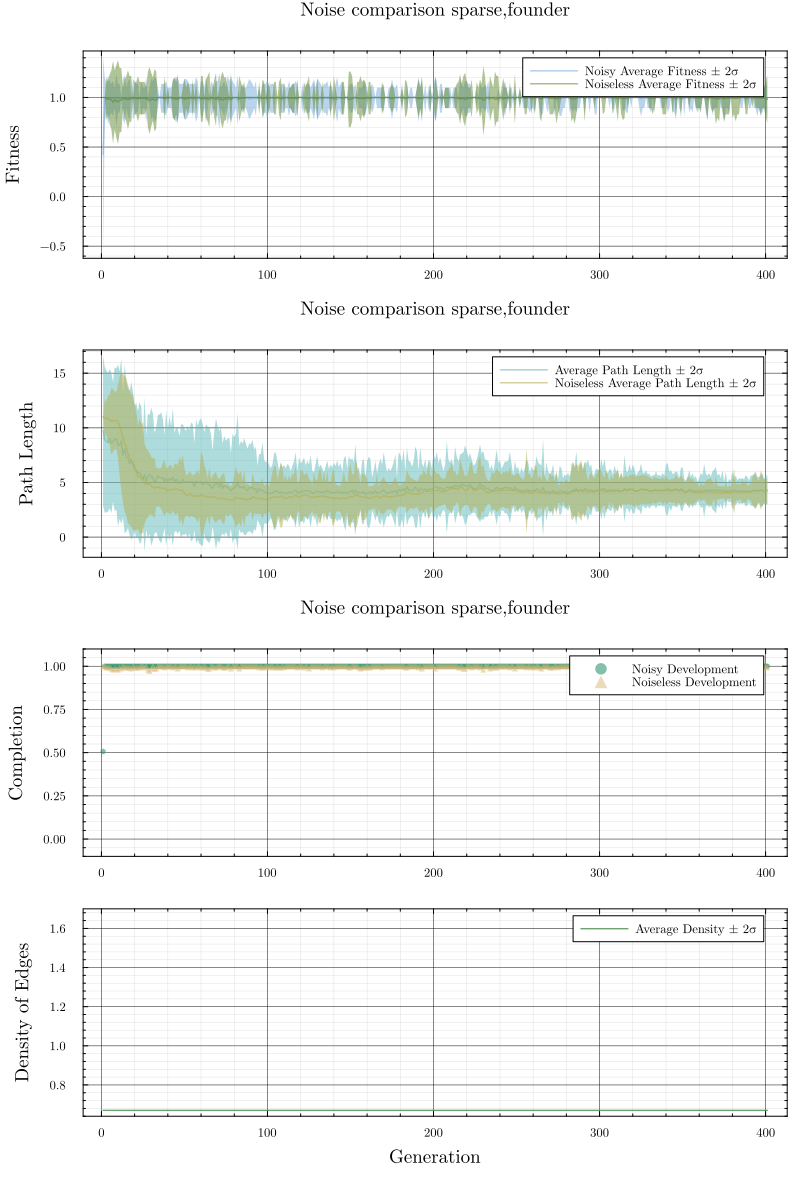 Noise comparison sparse,founder
Noisy Average Fitness ± 2σ
Noiseless Average Fitness ± 2σ
1.0
0.5
0.0
−0.5
Fitness
0 100 200 300 400
Noise comparison sparse,founder
Average Path Length ± 2σ
Noiseless Average Path Length ± 2σ
15
10
5
0
Path Length
0 100 200 300 400
Noise comparison sparse,founder
Noisy Development
Noiseless Development
1.00
0.75
0.50
0.25
0.00
Completion
0 100 200 300 400
Average Density ± 2σ
1.6
1.4
1.2
1.0
0.8
Density of Edges
0 100 200 300 400
Generation